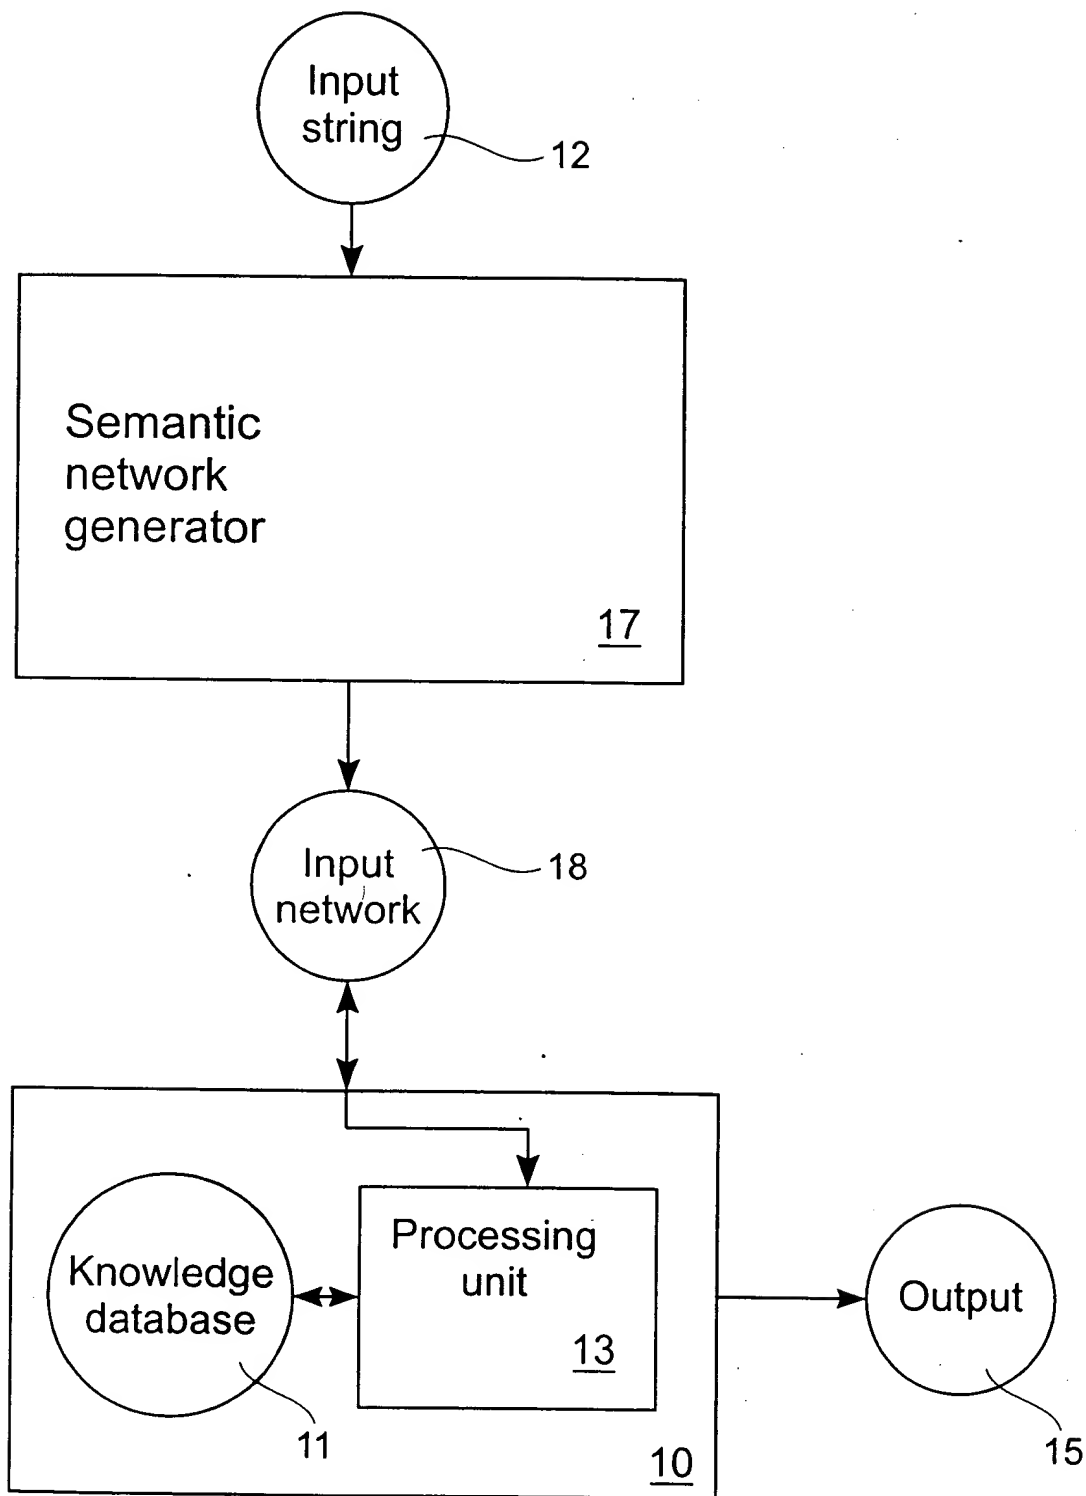 Input
string
12
Semantic
network
generator
17
Input
network
18
Processing
unit
13
Knowledge
database
11
10
Output
15